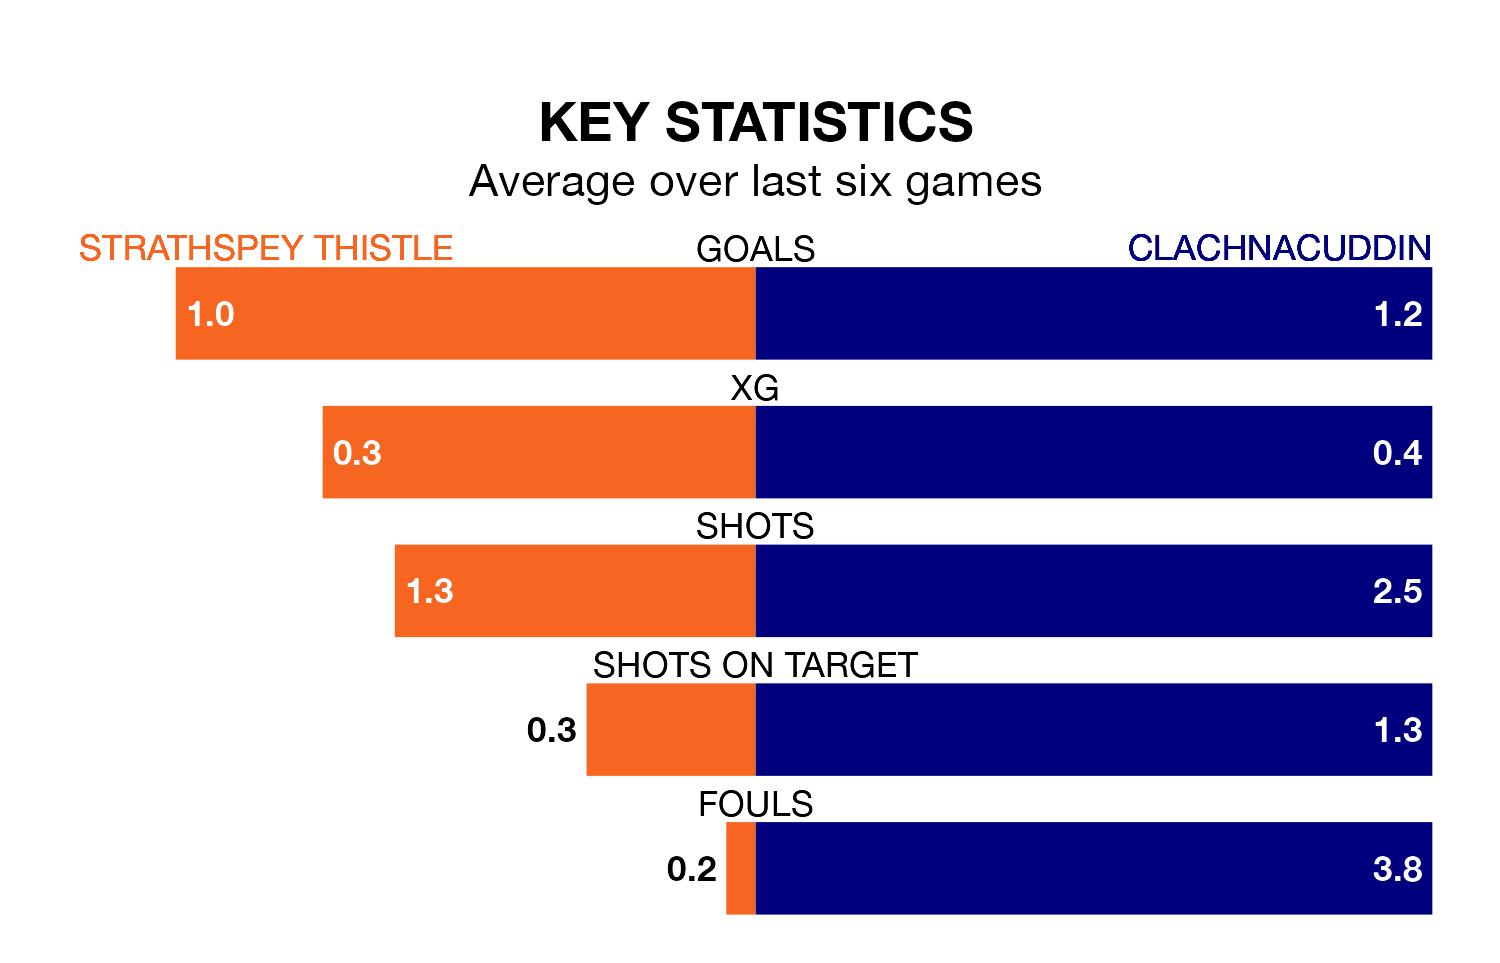 KEY STATISTICS
Average over last six games
STRATHSPEY THISTLE GOALS CLACHNACUDDIN
1.0 1.2
XG
0.3 0.4
SHOTS
1.3 2.5
SHOTS ON TARGET
0.3 1.3
FOULS
0.2 3.8